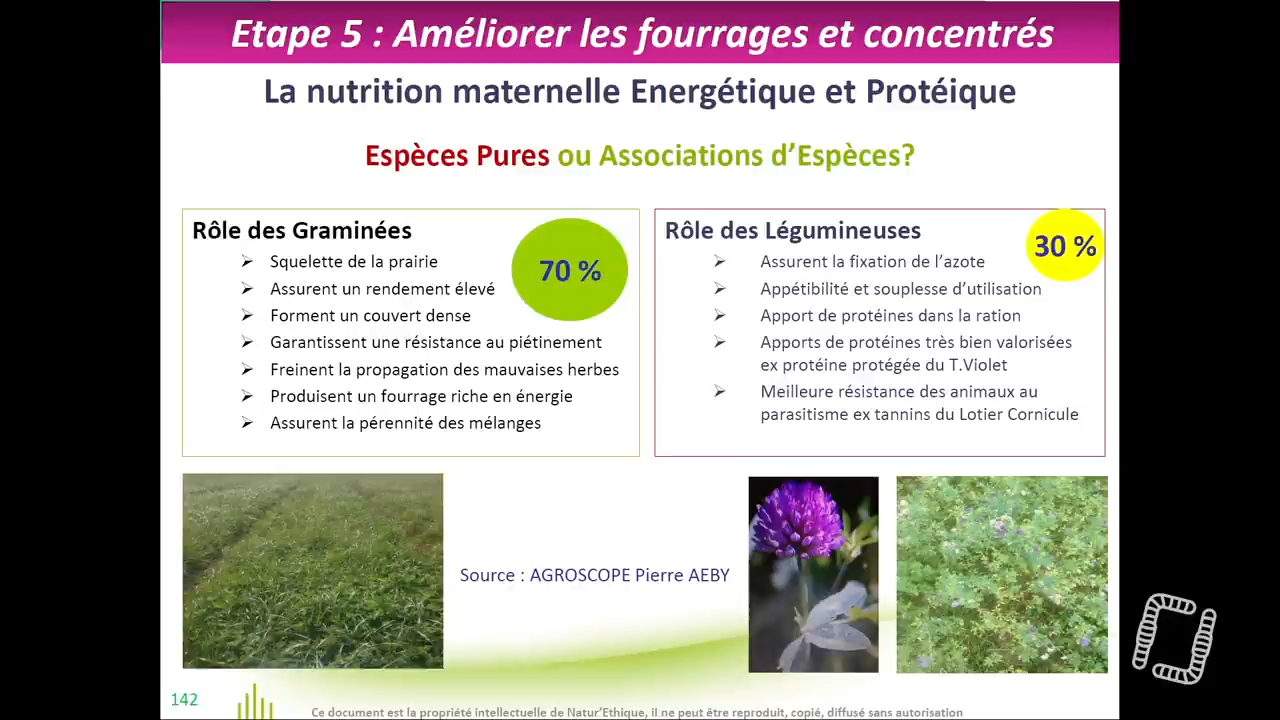 Etape 5 : Améliorer les fourrages et concentrés
La nutrition maternelle Energétique et Protéique
Espèces Pures ou Associations d'Espèces?
Rôle des Graminées
70 %
Squelette de la prairie
Assurent un rendement élevé
Forment un couvert dense
Garantissent une résistance au piétinement
Freinent la propagation des mauvaises herbes
Produisent un fourrage riche en énergie
Assurent la pérennité des mélanges
Rôle des Légumineuses
30 %
Assurent la fixation de l'azote
Appétibilité et souplesse d'utilisation
Apport de protéines dans la ration
Apports de protéines très bien valorisées
ex protéine protégée du T.Violet
Meilleure résistance des animaux au
parasitisme ex tannins du Lotier Cornicule
Source : AGROSCOPE Pierre AEBY
142
Ce document est la propriété intellectuelle de Natur'Ethique, il ne peut être reproduit, copié, diffusé sans autorisation